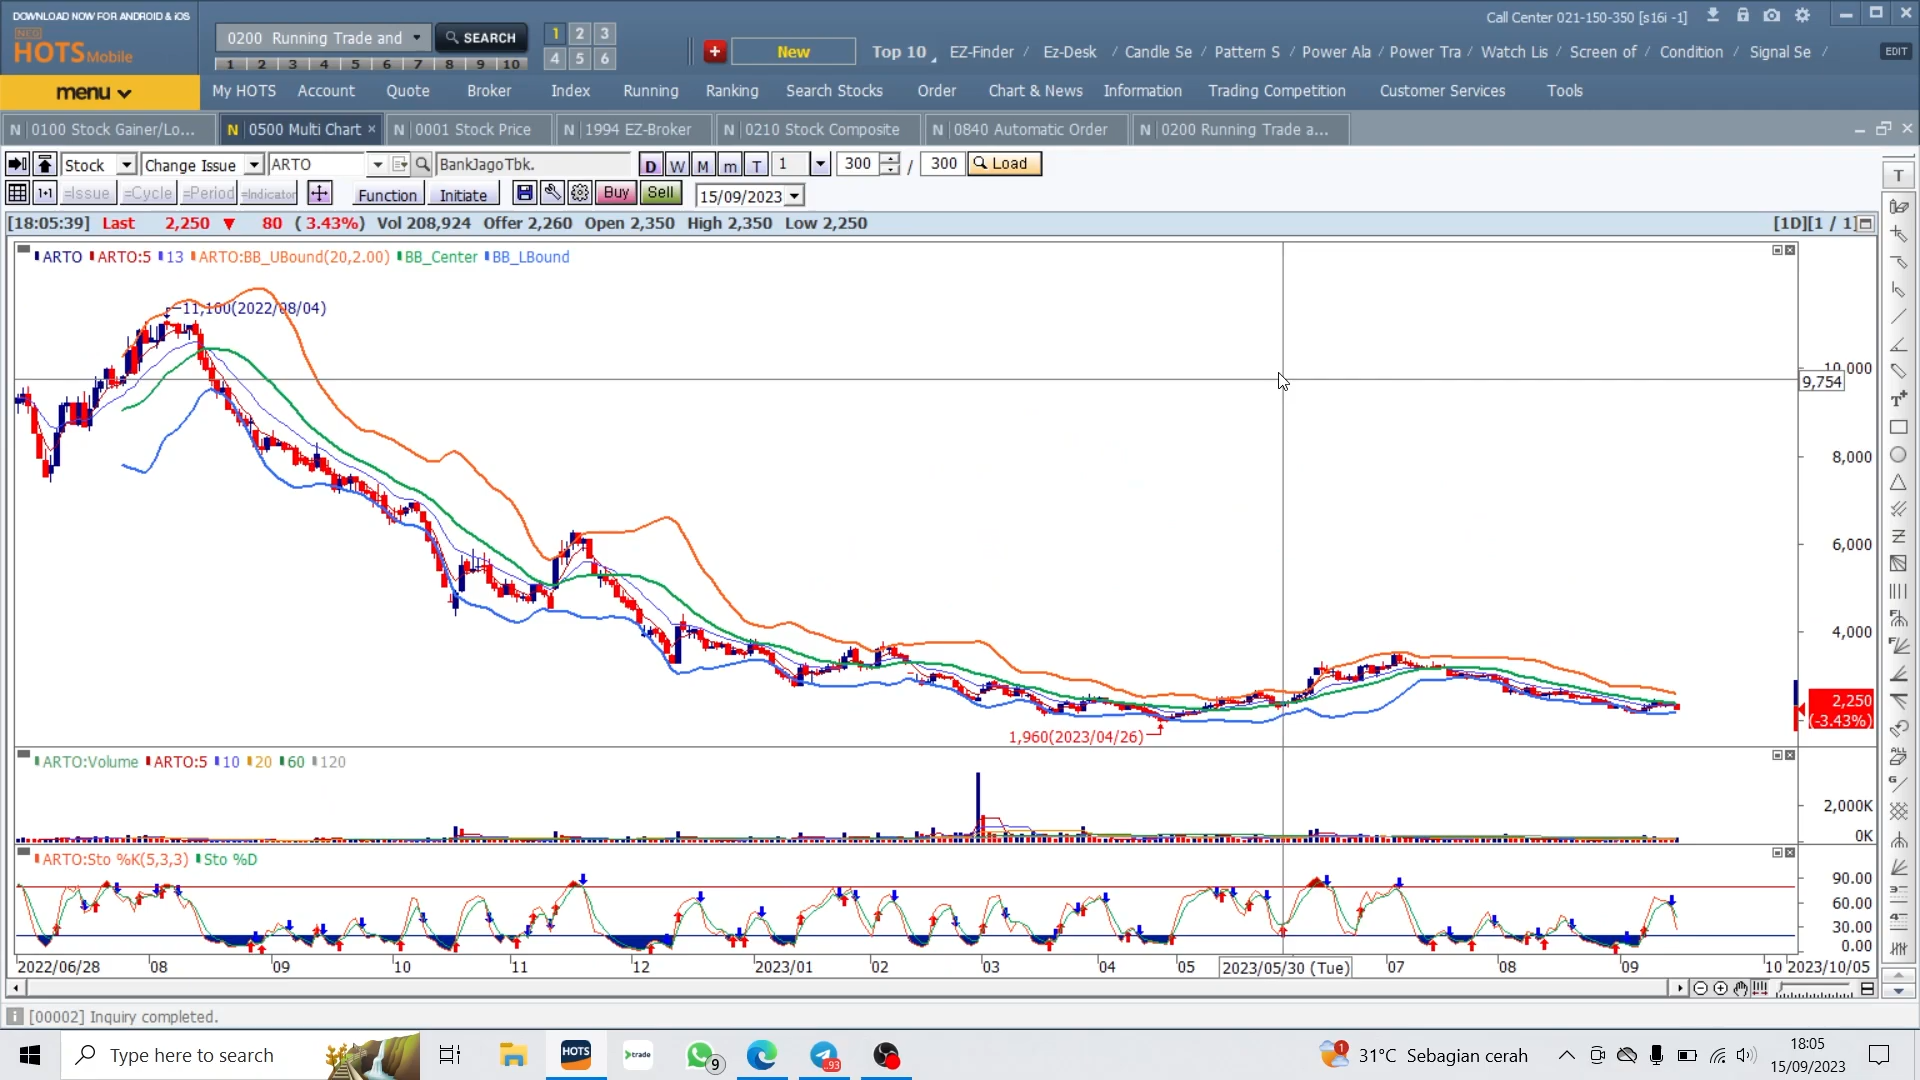 DOWNLOAD NOW FOR ANDROID & iOS
NEO
HOTS Mobile
0200 Running Trade and
SEARCH
1 2 3 4 5 6 7 8 9 10
1 2 3
4 5 6
Call Center 021-150-350 [s16i -1]
New
Top 10
EZ-Finder / Ez-Desk / Candle Se / Pattern S / Power Ala / Power Tra / Watch Lis / Screen of / Condition / Signal Se /
EDIT
menu
My HOTS Account Quote Broker Index Running Ranking Search Stocks Order Chart & News Information Trading Competition Customer Services Tools
N 0100 Stock Gainer/Lo... N 0500 Multi Chart × N 0001 Stock Price N 1994 EZ-Broker N 0210 Stock Composite N 0840 Automatic Order N 0200 Running Trade a...
Stock Change Issue ARTO BankJagoTbk. D W M m T 1 300 / 300 Load
=Issue =Cycle =Period =Indicator Function Initiate Buy Sell 15/09/2023
[18:05:39] Last 2,250 ▼ 80 ( 3.43%) Vol 208,924 Offer 2,260 Open 2,350 High 2,350 Low 2,250 [1D][1 / 1]
ARTO ARTO:5 13 ARTO:BB_UBound(20,2.00) BB_Center BB_LBound
11,100(2022/08/04)
10,000
9,754
8,000
6,000
4,000
2,250
(-3.43%)
1,960(2023/04/26)
ARTO:Volume ARTO:5 10 20 60 120
2,000K
0K
ARTO:Sto %K(5,3,3) Sto %D
90.00
60.00
30.00
0.00
2022/06/28 08 09 10 11 12 2023/01 02 03 04 05 2023/05/30 (Tue) 07 08 09 10 2023/10/05
[00002] Inquiry completed.
Type here to search
HOTS
trade
9
93
1
31°C Sebagian cerah
18:05
15/09/2023